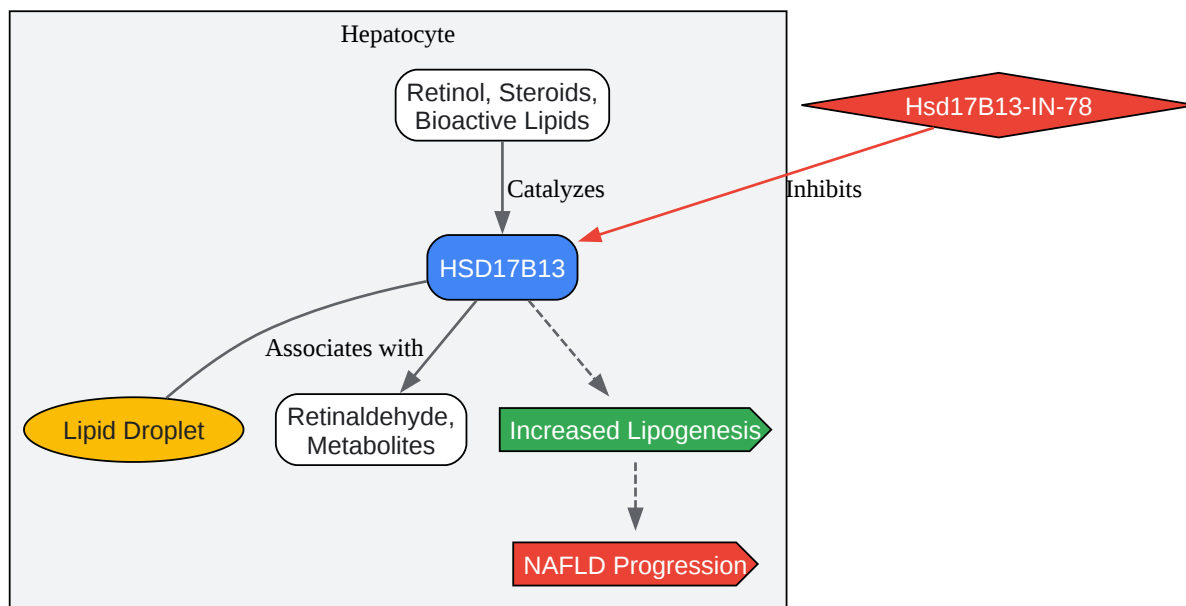 Hepatocyte
Retinol, Steroids,
Bioactive Lipids
Hsd17B13-IN-78
Catalyzes
Inhibits
HSD17B13
Associates with
Lipid Droplet
Retinaldehyde,
Metabolites
Increased Lipogenesis
NAFLD Progression